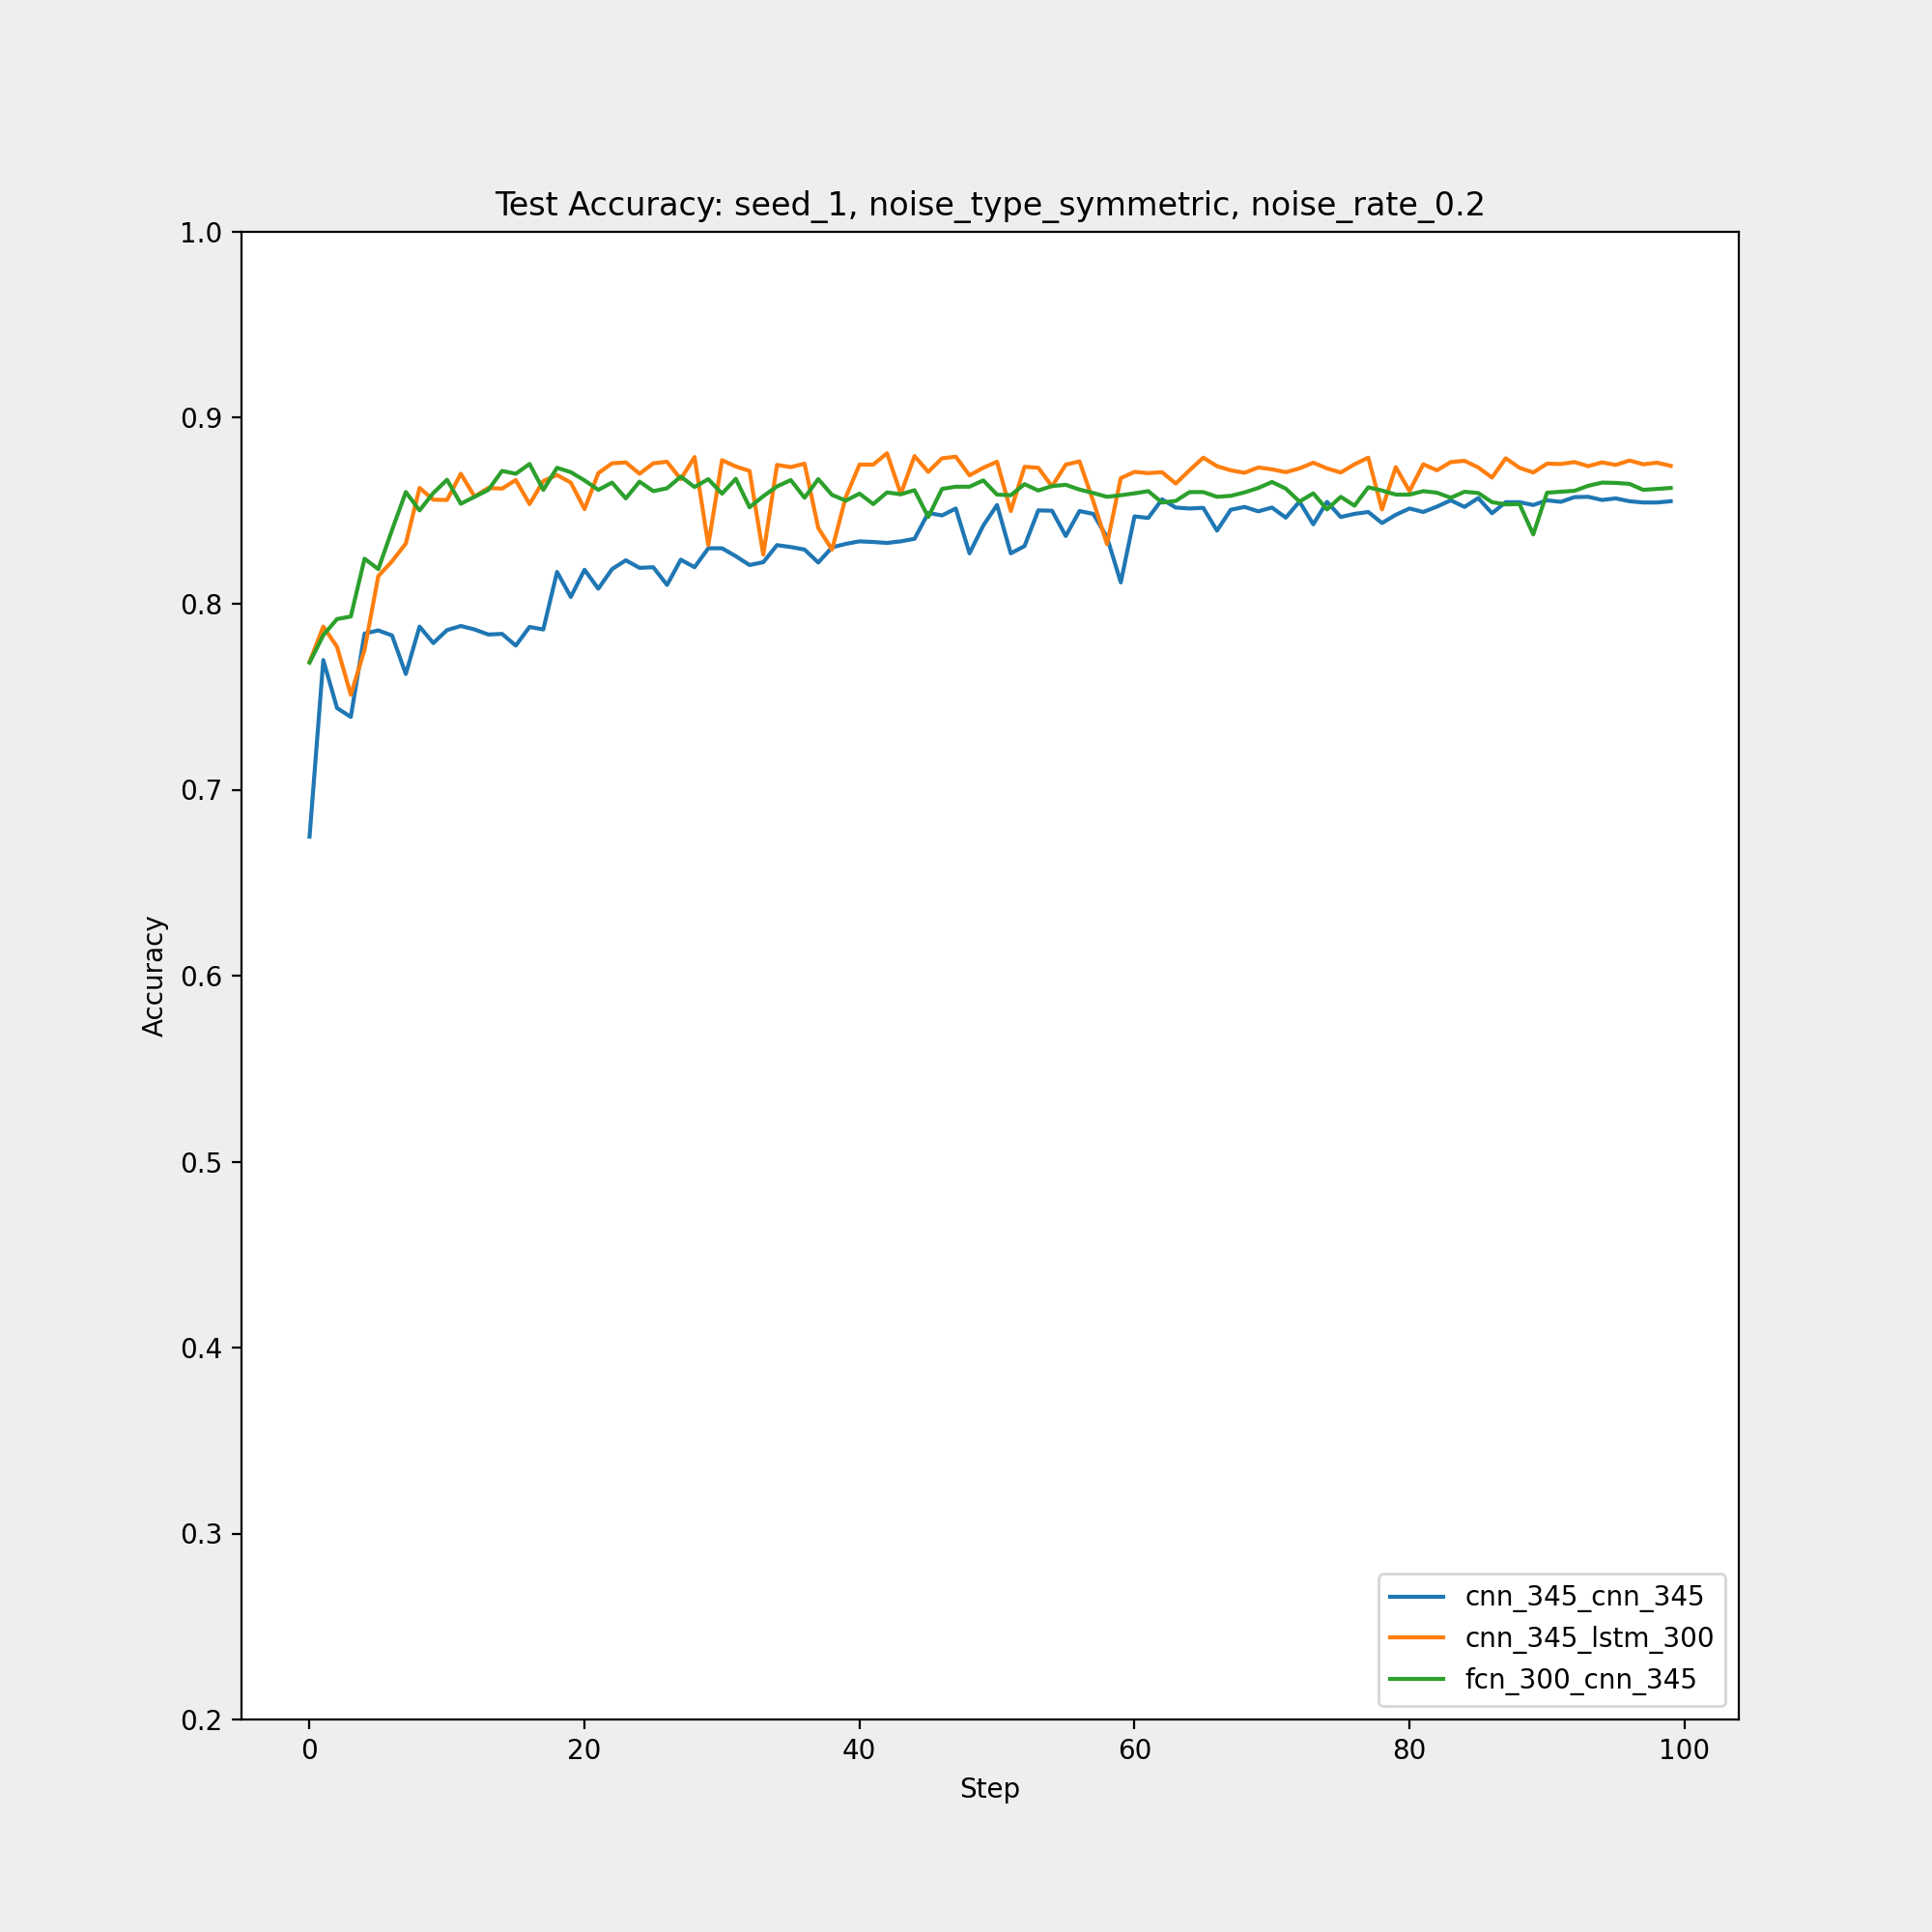 Test Accuracy: seed_1, noise_type_symmetric, noise_rate_0.2
1.0
0.9
0.8
0.7
0.6
0.5
0.4
0.3
0.2
Accuracy
0 20 40 60 80 100
Step
cnn_345_cnn_345
cnn_345_lstm_300
fcn_300_cnn_345